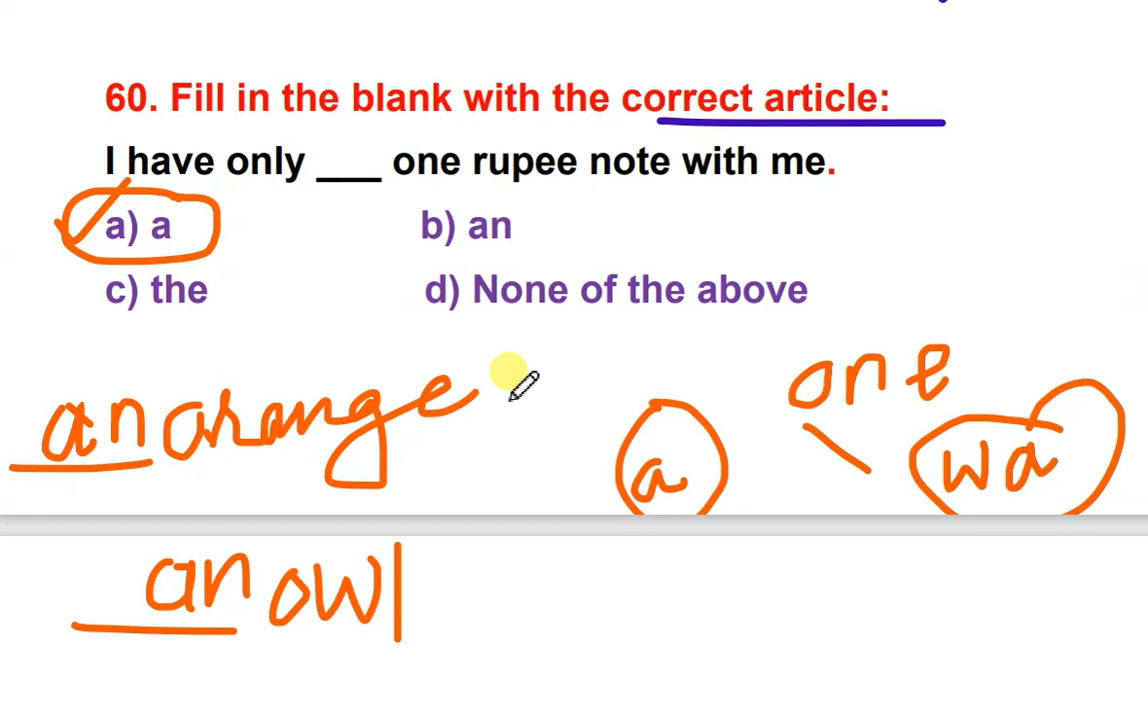 60. Fill in the blank with the correct article:
I have only ___ one rupee note with me.
a) a b) an
c) the d) None of the above
one
an orange
a wa
an owl